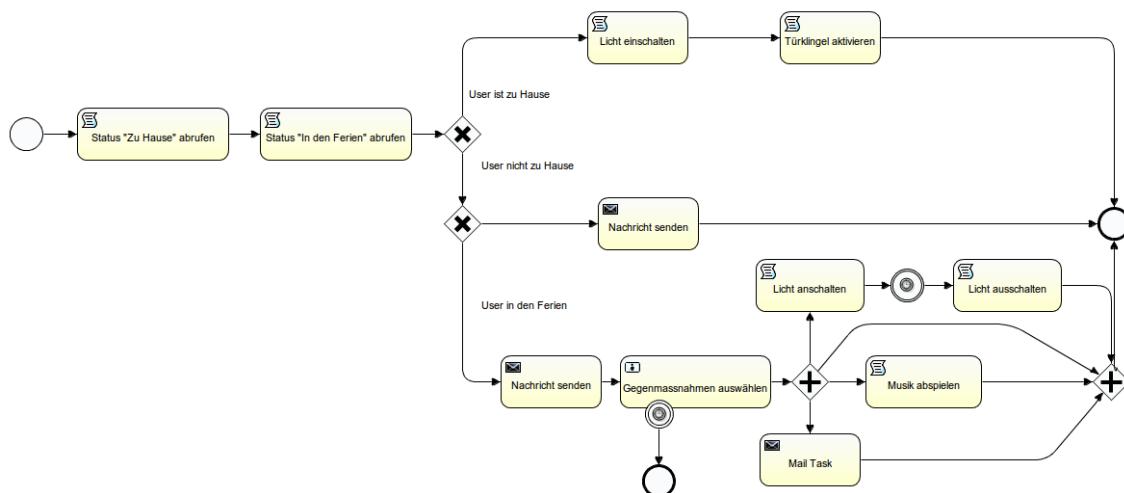 Licht einschalten
Türklingel aktivieren
User ist zu Hause
Status "Zu Hause" abrufen
Status "In den Ferien" abrufen
User nicht zu Hause
Nachricht senden
Licht anschalten
Licht ausschalten
User in den Ferien
Nachricht senden
Gegenmassnahmen auswählen
Musik abspielen
Mail Task